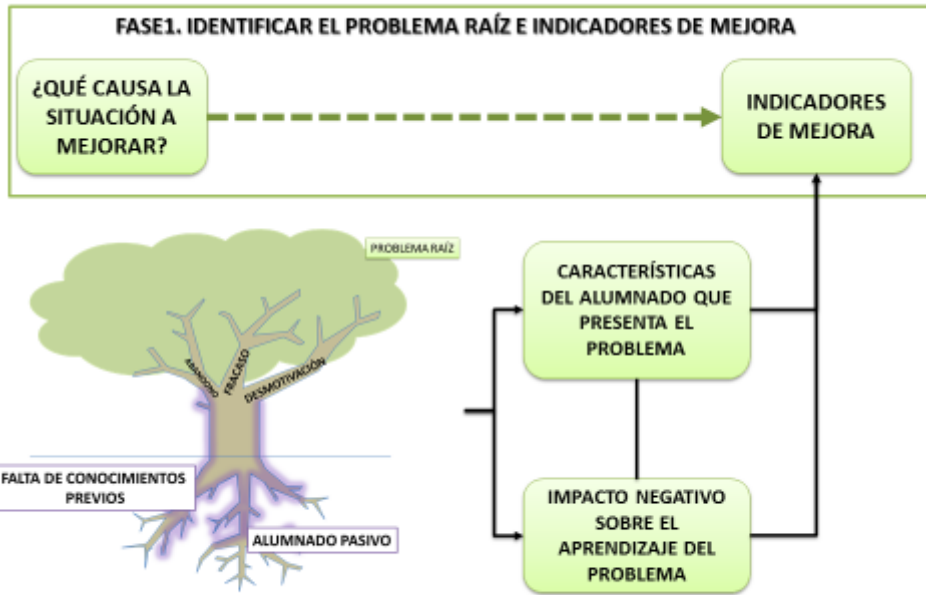 FASE1. IDENTIFICAR EL PROBLEMA RAÍZ E INDICADORES DE MEJORA
¿QUÉ CAUSA LA
SITUACIÓN A
MEJORAR?
INDICADORES
DE MEJORA
PROBLEMA RAÍZ
ABANDONO
FRACASO
DESMOTIVACIÓN
FALTA DE CONOCIMIENTOS
PREVIOS
ALUMNADO PASIVO
CARACTERÍSTICAS
DEL ALUMNADO QUE
PRESENTA EL
PROBLEMA
IMPACTO NEGATIVO
SOBRE EL
APRENDIZAJE DEL
PROBLEMA